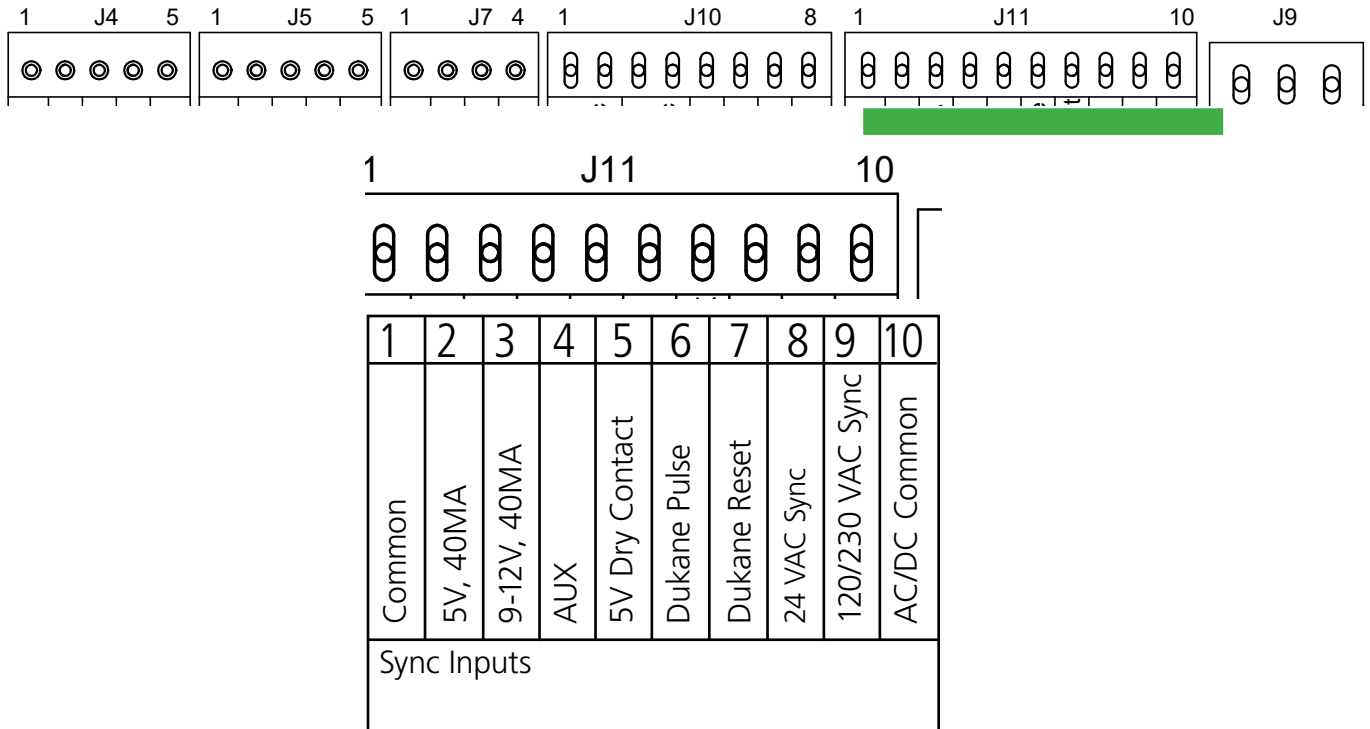 1 J4 5 1 J5 5 1 J7 4 1 J10 8 1 J11 10 J9
1 J11 10
1 2 3 4 5 6 7 8 9 10
Common
5V, 40MA
9-12V, 40MA
AUX
5V Dry Contact
Dukane Pulse
Dukane Reset
24 VAC Sync
120/230 VAC Sync
AC/DC Common
Sync Inputs